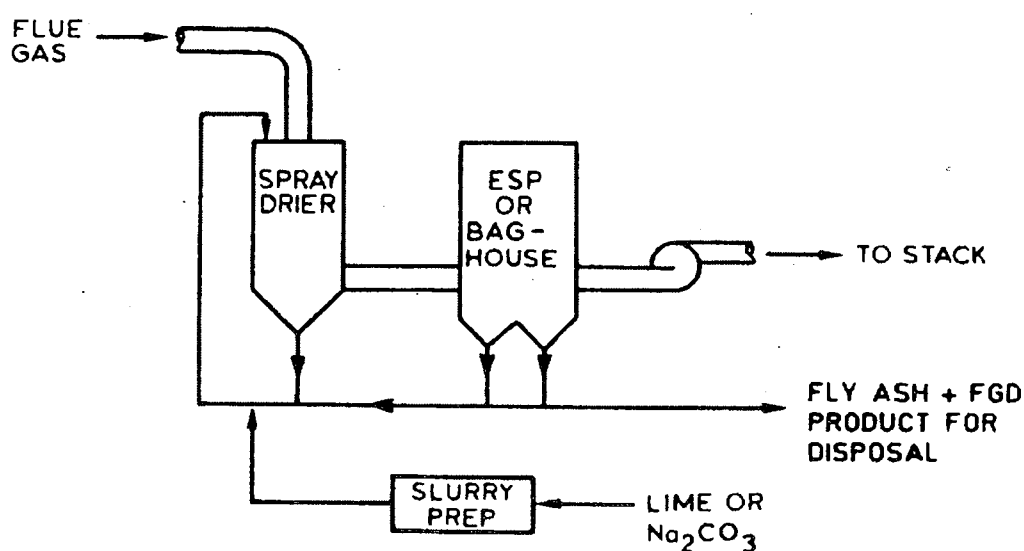 FLUE
GAS
SPRAY
DRIER
ESP
OR
BAG-
HOUSE
TO STACK
FLY ASH + FGD
PRODUCT FOR
DISPOSAL
SLURRY
PREP
LIME OR
Na₂CO₃